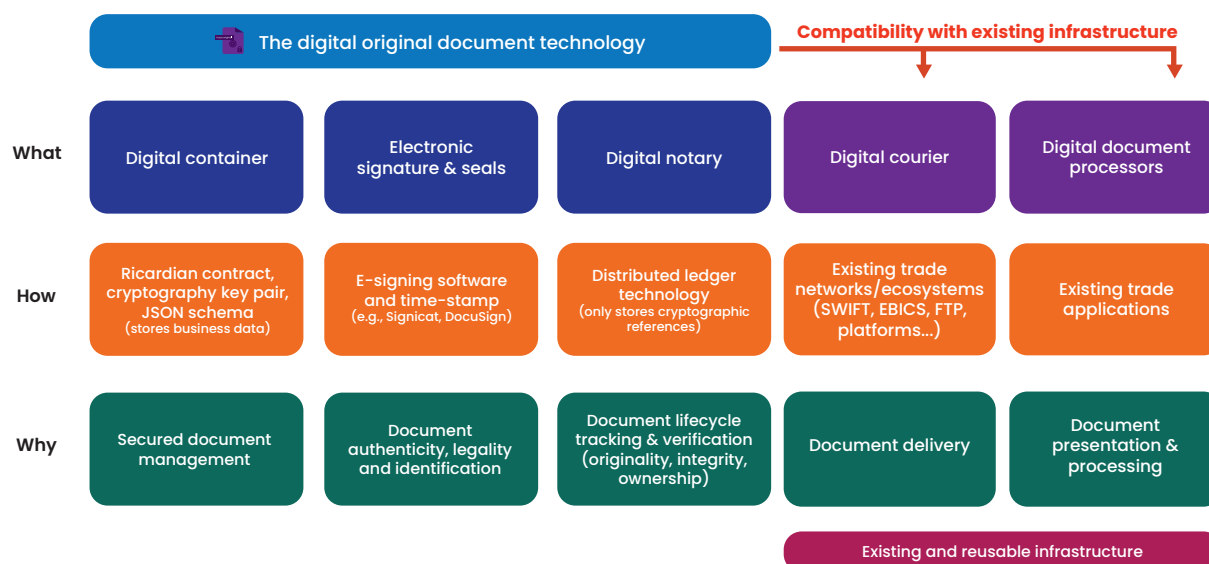 The digital original document technology
Compatibility with existing infrastructure
What
Digital container
Electronic
signature & seals
Digital notary
Digital courier
Digital document
processors
How
Ricardian contract,
cryptography key pair,
JSON schema
(stores business data)
E-signing software
and time-stamp
(e.g., Signicat, DocuSign)
Distributed ledger
technology
(only stores cryptographic
references)
Existing trade
networks/ecosystems
(SWIFT, EBICS, FTP,
platforms...)
Existing trade
applications
Why
Secured document
management
Document
authenticity, legality
and identification
Document lifecycle
tracking & verification
(originality, integrity,
ownership)
Document delivery
Document
presentation &
processing
Existing and reusable infrastructure